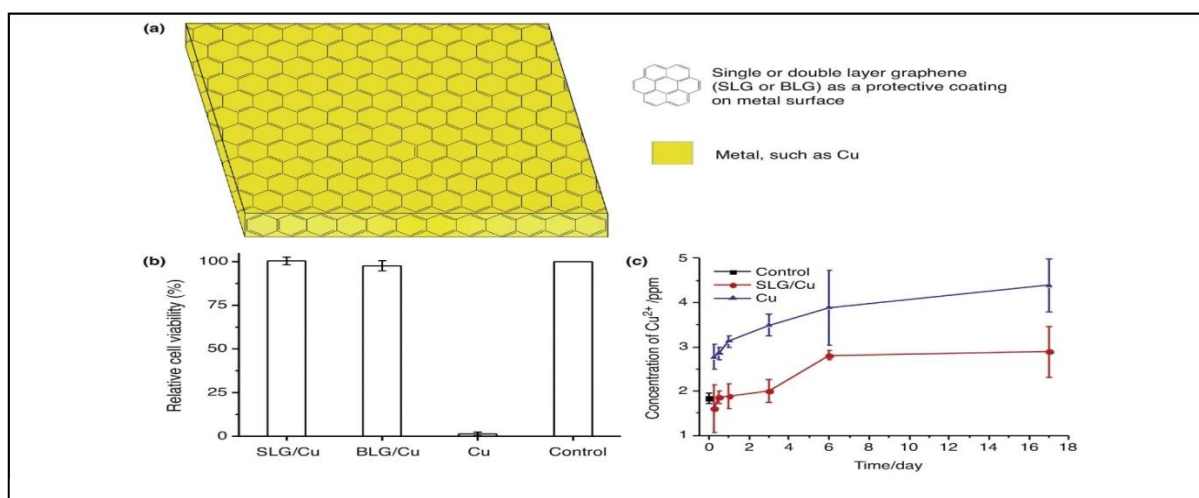 (a)
Single or double layer graphene
(SLG or BLG) as a protective coating
on metal surface
Metal, such as Cu
(b)
Relative cell viability (%)
100
75
50
25
0
SLG/Cu
BLG/Cu
Cu
Control
(c)
Concentration of Cu²⁺/ppm
5
4
3
2
1
Control
SLG/Cu
Cu
0 2 4 6 8 10 12 14 16 18
Time/day